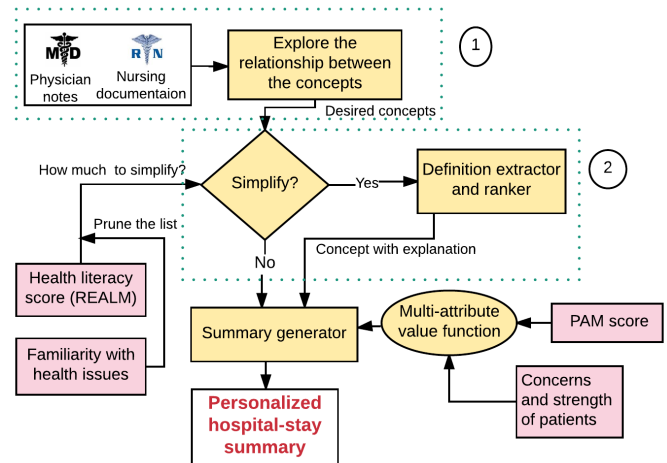 MD
RN
Physician
notes
Nursing
documentaion
Explore the
relationship between
the concepts
1
Desired concepts
How much to simplify?
Simplify?
Yes
Definition extractor
and ranker
2
Prune the list
Concept with explanation
No
Health literacy
score (REALM)
Familiarity with
health issues
Summary generator
Multi-attribute
value function
PAM score
Concerns
and strength
of patients
Personalized
hospital-stay
summary